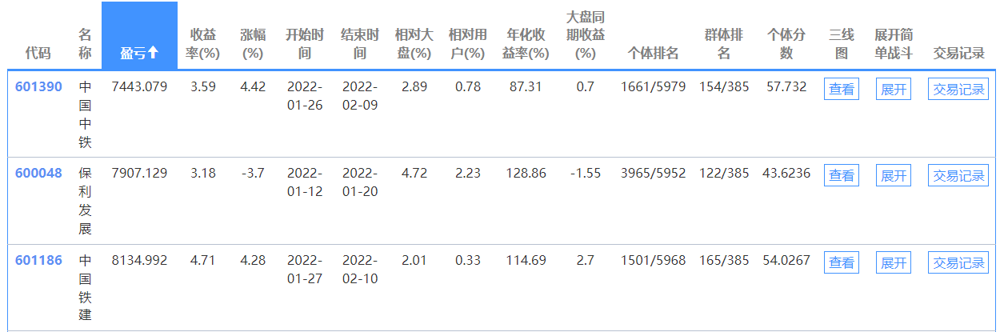 代码 名称 盈亏↑ 收益率(%) 涨幅(%) 开始时间 结束时间 相对大盘(%) 相对用户(%) 年化收益率(%) 大盘同期收益(%) 个体排名 群体排名 个体分数 三线图 展开简单战斗 交易记录
601390 中国中铁 7443.079 3.59 4.42 2022-01-26 2022-02-09 2.89 0.78 87.31 0.7 1661/5979 154/385 57.732 查看 展开 交易记录
600048 保利发展 7907.129 3.18 -3.7 2022-01-12 2022-01-20 4.72 2.23 128.86 -1.55 3965/5952 122/385 43.6236 查看 展开 交易记录
601186 中国铁建 8134.992 4.71 4.28 2022-01-27 2022-02-10 2.01 0.33 114.69 2.7 1501/5968 165/385 54.0267 查看 展开 交易记录